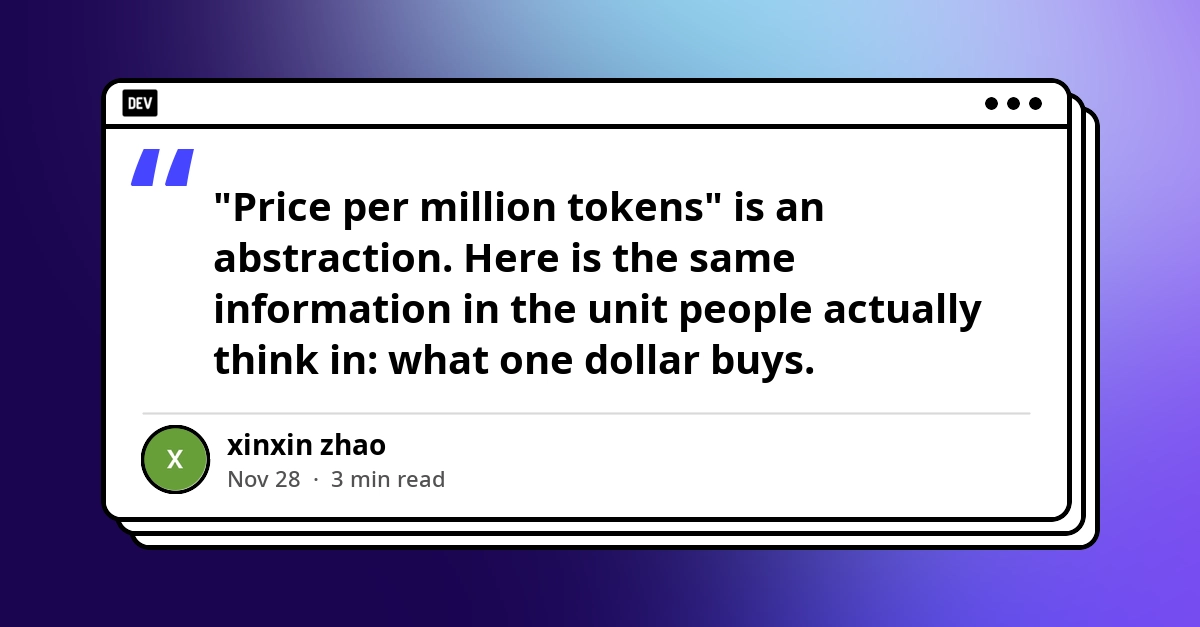 DEV
"Price per million tokens" is an
abstraction. Here is the same
information in the unit people actually
think in: what one dollar buys.
X
xinxin zhao
Nov 28 · 3 min read